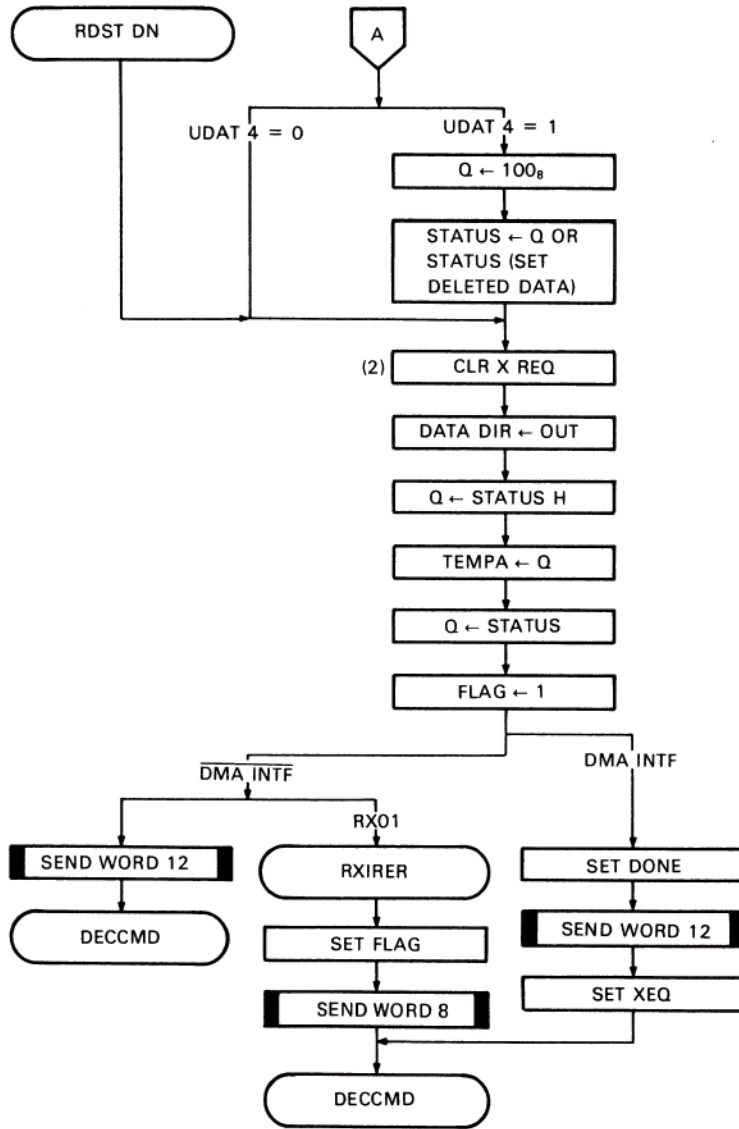 RDST DN
A
UDAT 4 = 0
UDAT 4 = 1
Q ← 100₈
STATUS ← Q OR
STATUS (SET
DELETED DATA)
(2)
CLR X REQ
DATA DIR ← OUT
Q ← STATUS H
TEMPA ← Q
Q ← STATUS
FLAG ← 1
D̅M̅A̅ ̅I̅N̅T̅F̅
DMA INTF
RX01
SEND WORD 12
RXIRER
SET DONE
DECCMD
SET FLAG
SEND WORD 12
SEND WORD 8
SET XEQ
DECCMD